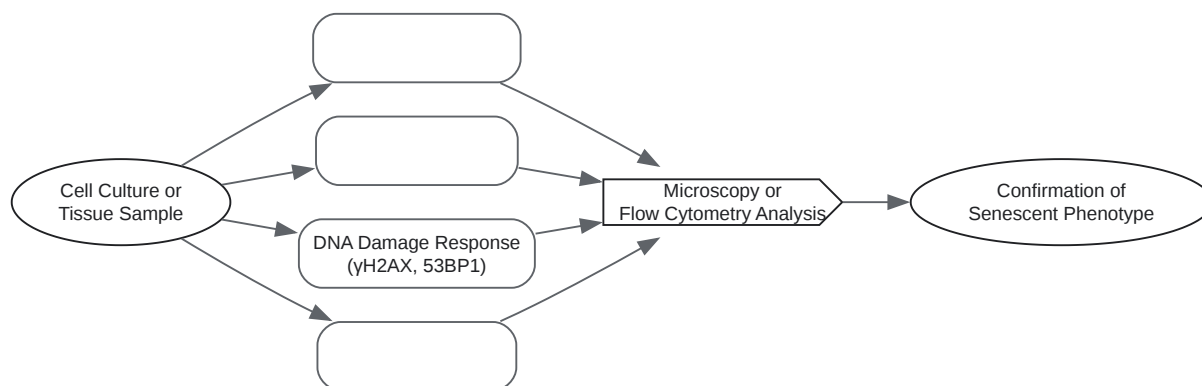 Cell Culture or
Tissue Sample
DNA Damage Response
(γH2AX, 53BP1)
Microscopy or
Flow Cytometry Analysis
Confirmation of
Senescent Phenotype